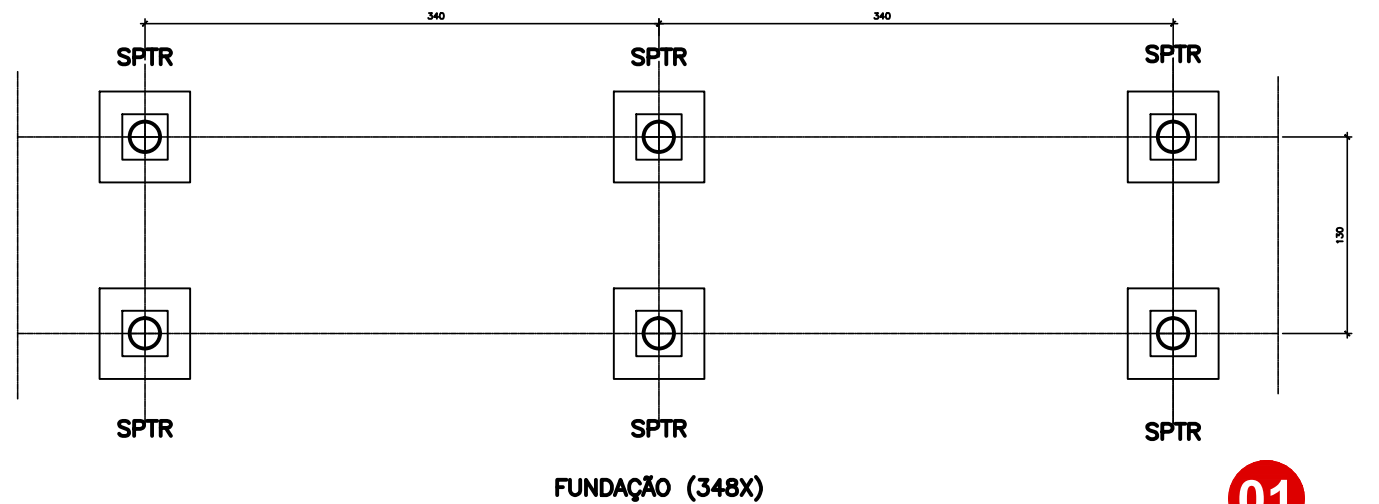 340 340
SPTR SPTR SPTR
130
SPTR SPTR SPTR
FUNDAÇÃO (348X)
01